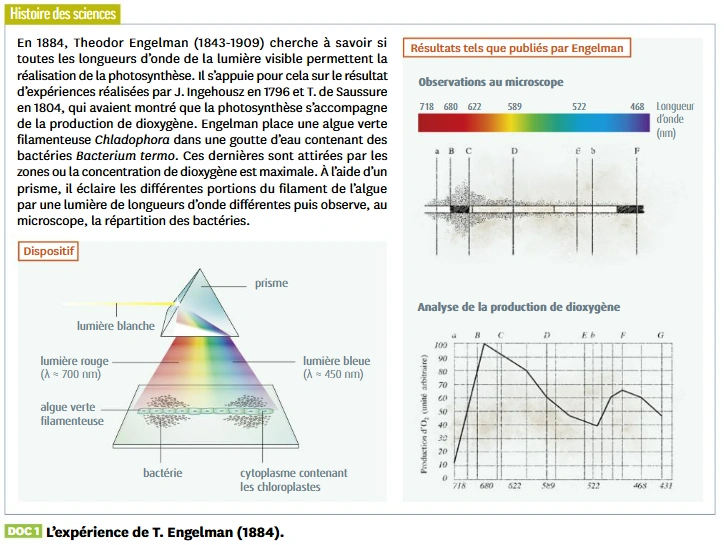 Histoire des sciences
En 1884, Theodor Engelman (1843-1909) cherche à savoir si
toutes les longueurs d'onde de la lumière visible permettent la
réalisation de la photosynthèse. Il s'appuie pour cela sur le résultat
d'expériences réalisées par J. Ingehousz en 1796 et T. de Saussure
en 1804, qui avaient montré que la photosynthèse s'accompagne
de la production de dioxygène. Engelman place une algue verte
filamenteuse Chladophora dans une goutte d'eau contenant des
bactéries Bacterium termo. Ces dernières sont attirées par les
zones ou la concentration de dioxygène est maximale. À l'aide d'un
prisme, il éclaire les différentes portions du filament de l'algue
par une lumière de longueurs d'onde différentes puis observe, au
microscope, la répartition des bactéries.
Dispositif
prisme
lumière blanche
lumière rouge
(λ ≈ 700 nm)
lumière bleue
(λ ≈ 450 nm)
algue verte
filamenteuse
bactérie
cytoplasme contenant
les chloroplastes
Résultats tels que publiés par Engelman
Observations au microscope
718 680 622 589 522 468 Longueur
d'onde
(nm)
a B C D E b F
Analyse de la production de dioxygène
a B C D E b F G
Production d'O2 (unité arbitraire)
100
90
80
70
60
50
40
30
20
10
0
718 680 622 589 522 468 431
DOC 1 L'expérience de T. Engelman (1884).